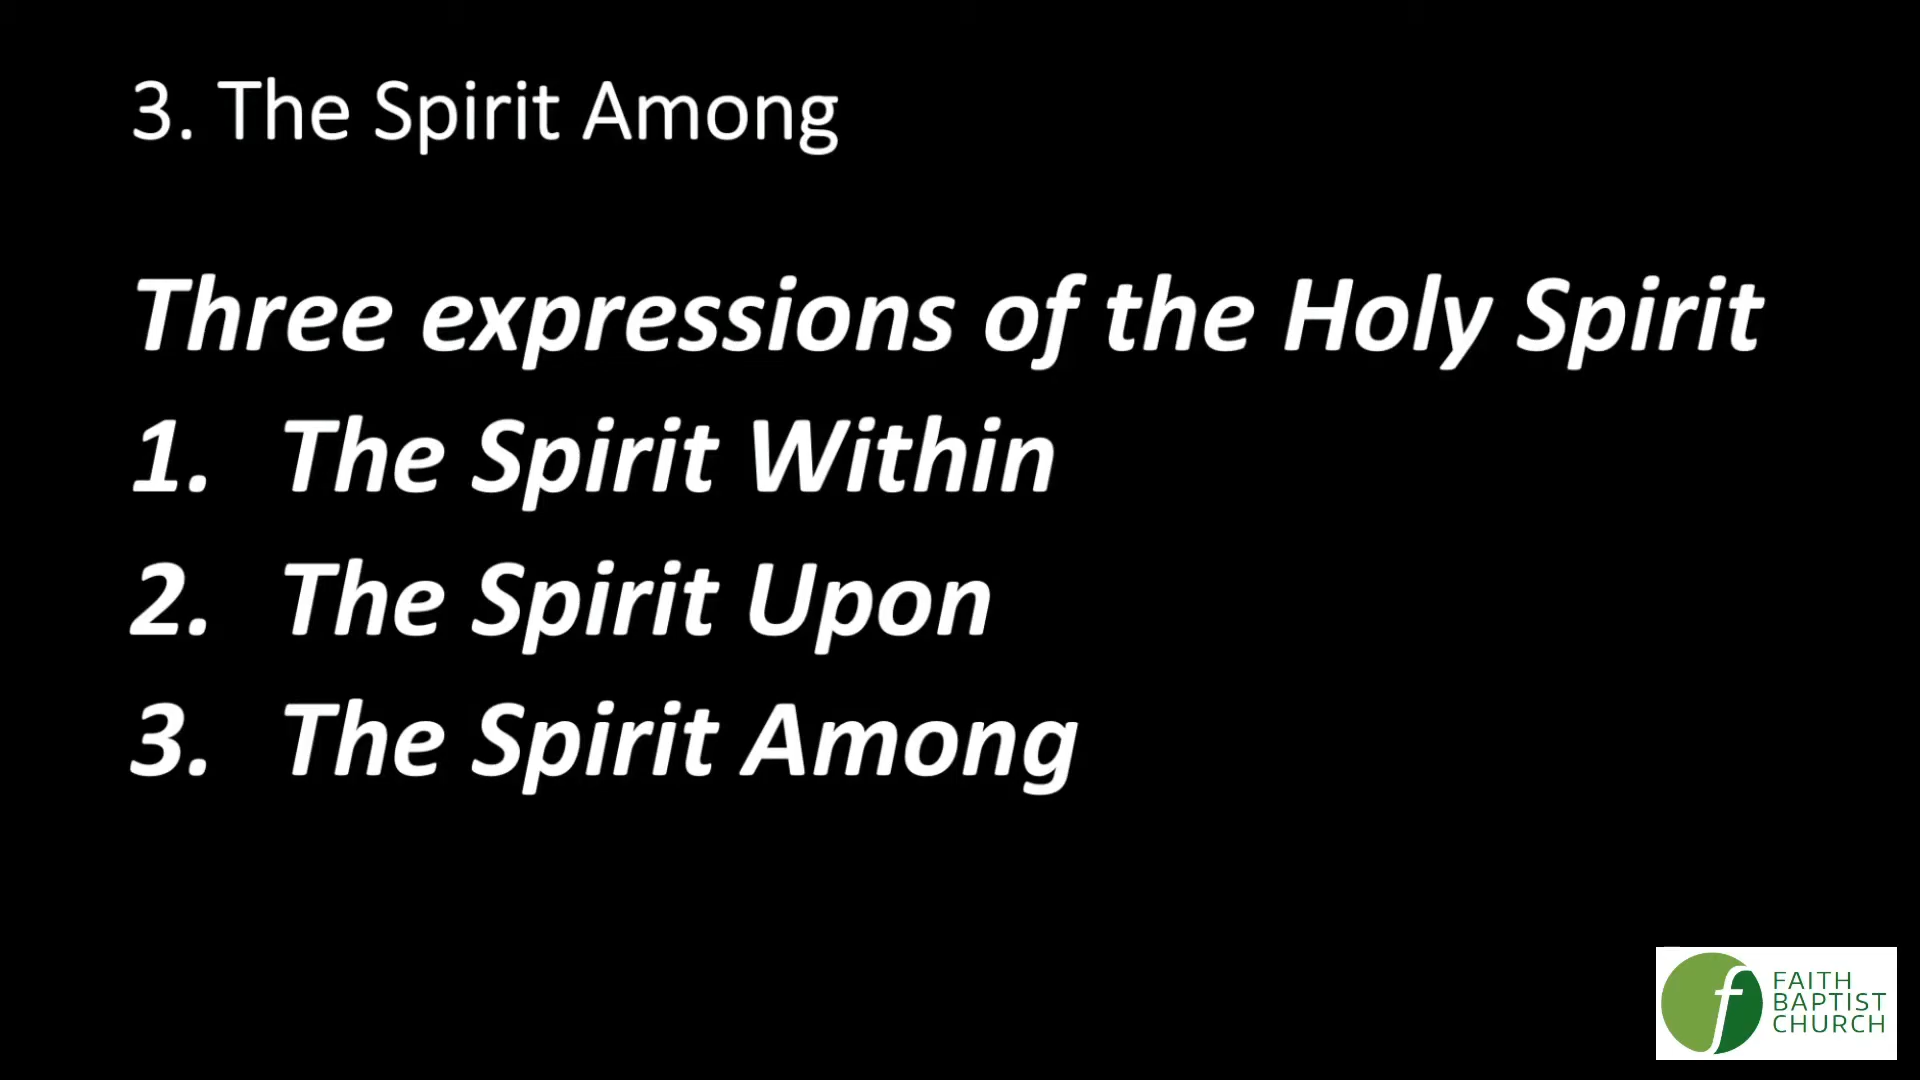 3. The Spirit Among
Three expressions of the Holy Spirit
1. The Spirit Within
2. The Spirit Upon
3. The Spirit Among
f
FAITH
BAPTIST
CHURCH